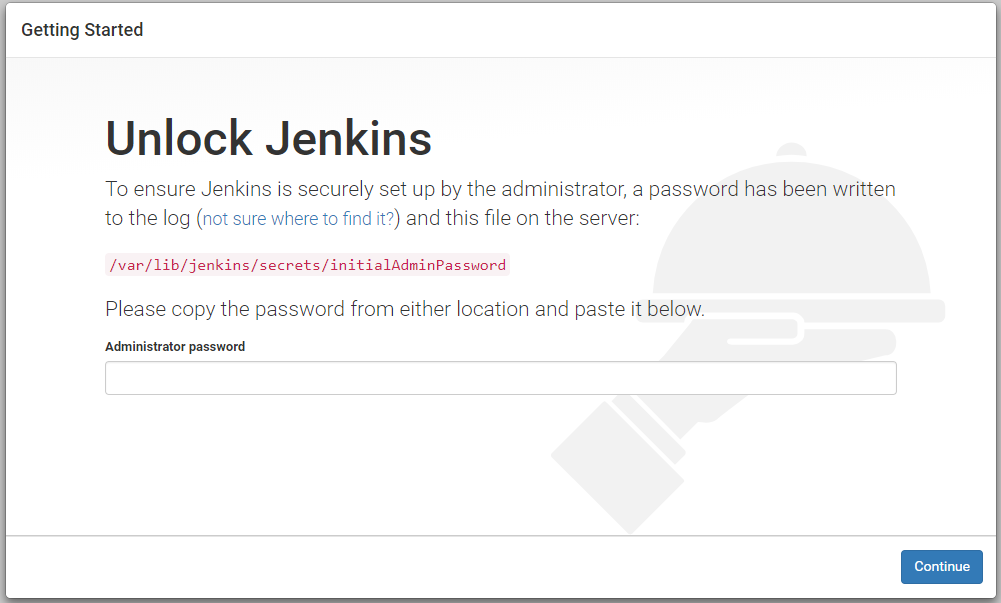 Getting Started
Unlock Jenkins
To ensure Jenkins is securely set up by the administrator, a password has been written
to the log (not sure where to find it?) and this file on the server:
/var/lib/jenkins/secrets/initialAdminPassword
Please copy the password from either location and paste it below.
Administrator password
Continue